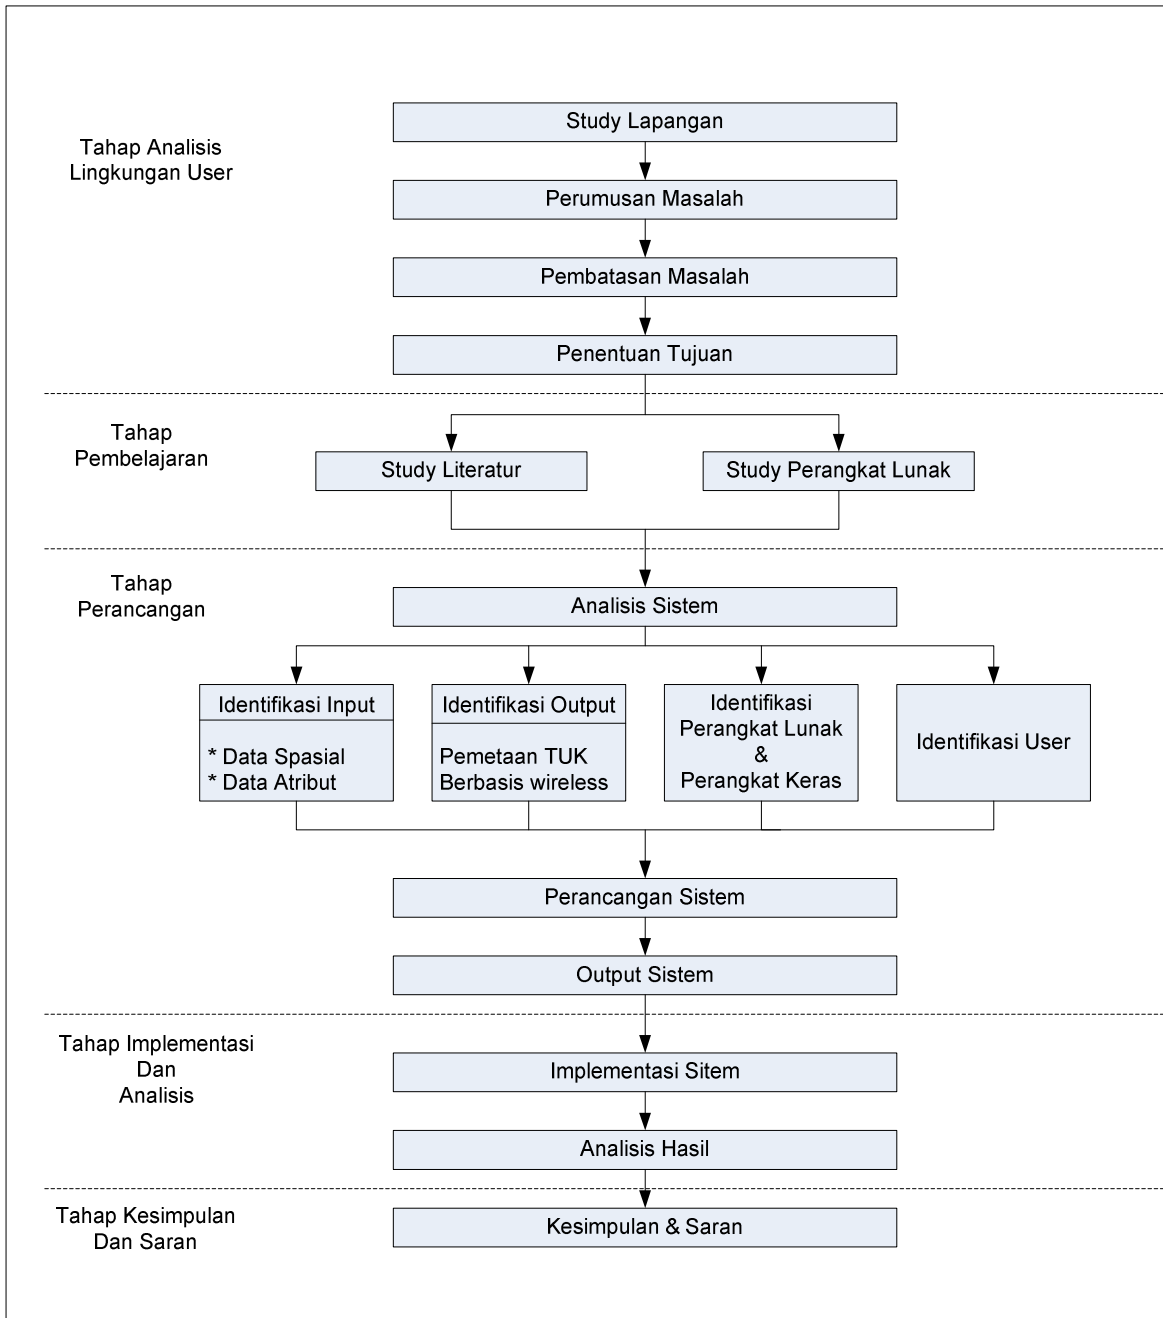 Tahap Analisis
Lingkungan User
Study Lapangan
Perumusan Masalah
Pembatasan Masalah
Penentuan Tujuan
Tahap
Pembelajaran
Study Literatur
Study Perangkat Lunak
Tahap
Perancangan
Analisis Sistem
Identifikasi Input
* Data Spasial
* Data Atribut
Identifikasi Output
Pemetaan TUK
Berbasis wireless
Identifikasi
Perangkat Lunak
&
Perangkat Keras
Identifikasi User
Perancangan Sistem
Output Sistem
Tahap Implementasi
Dan
Analisis
Implementasi Sitem
Analisis Hasil
Tahap Kesimpulan
Dan Saran
Kesimpulan & Saran